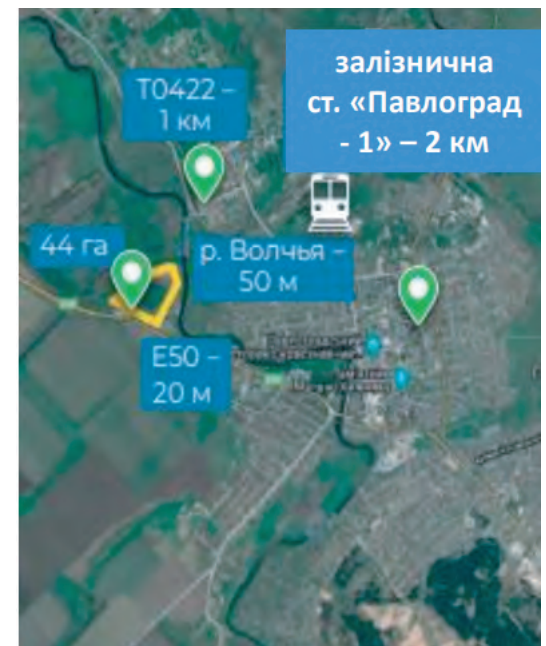 залізнична
ст. «Павлоград
- 1» – 2 км
Т0422 –
1 км
44 га
р. Волчья –
50 м
Е50 –
20 м